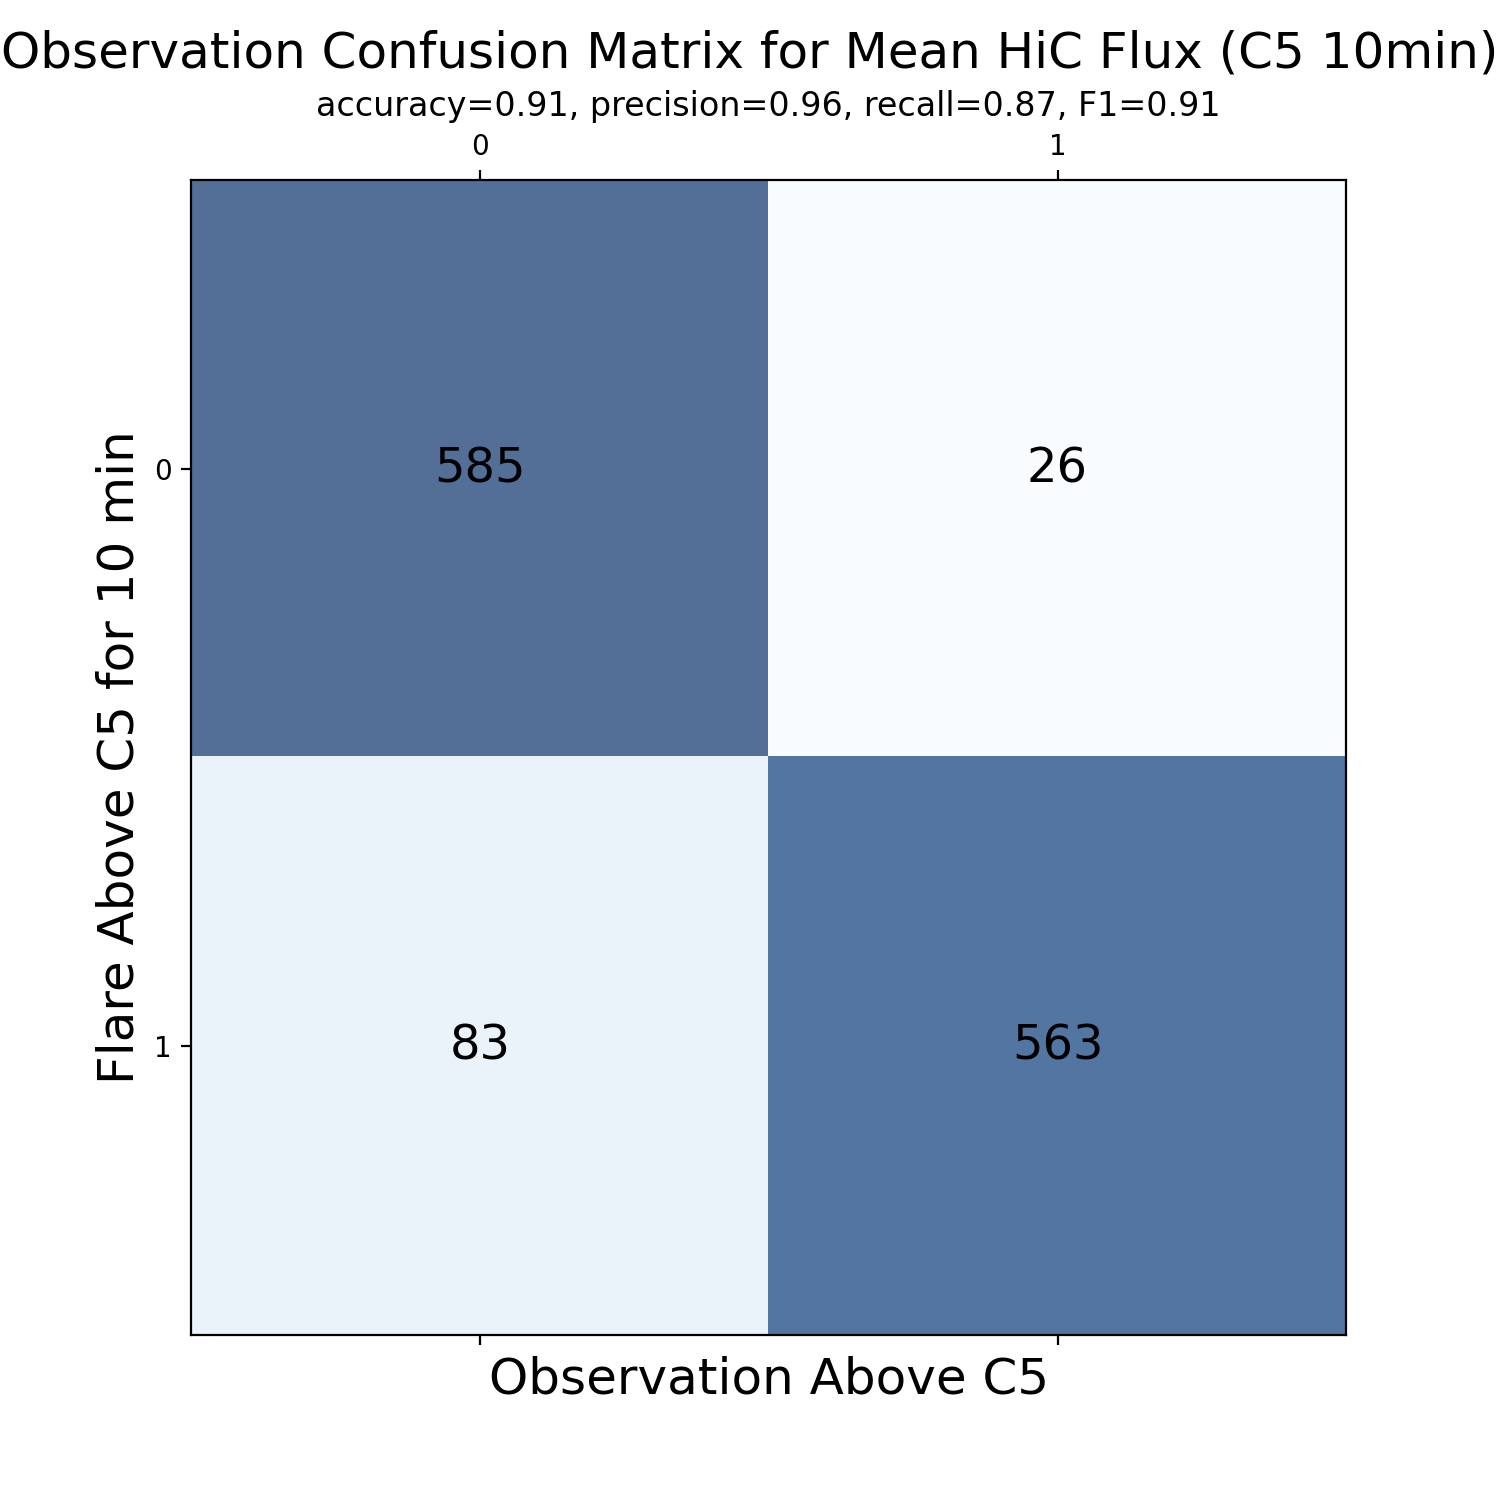 Observation Confusion Matrix for Mean HiC Flux (C5 10min)
accuracy=0.91, precision=0.96, recall=0.87, F1=0.91
0 1
Flare Above C5 for 10 min
0
585 26
1
83 563
Observation Above C5